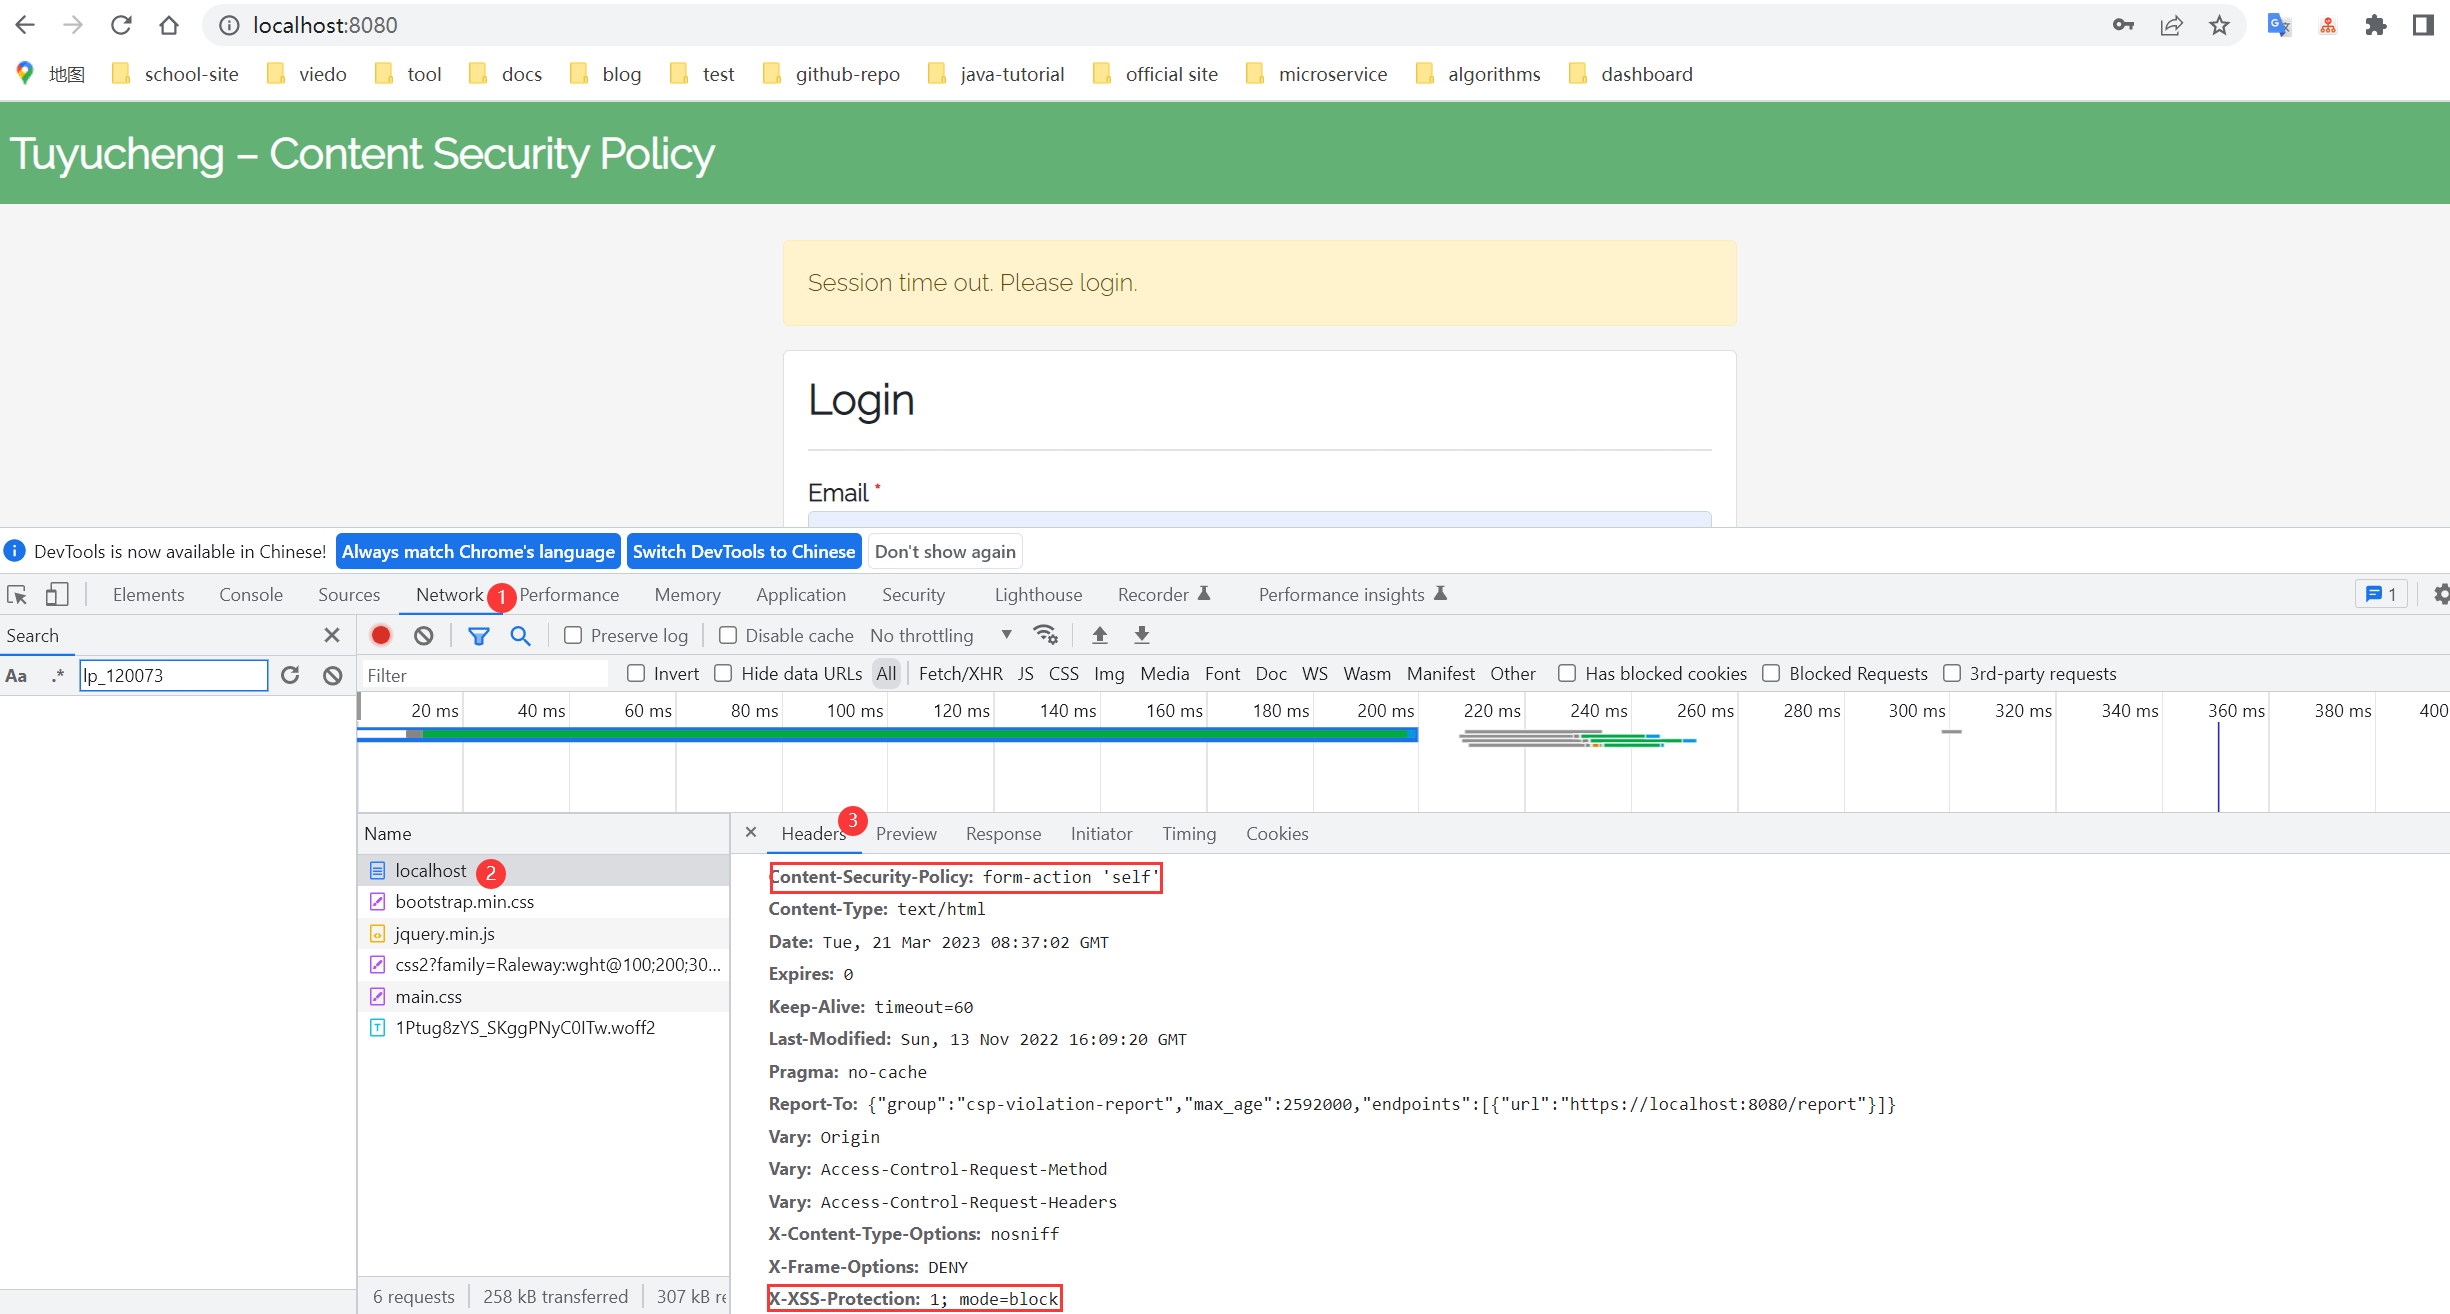 localhost:8080
地图 school-site viedo tool docs blog test github-repo java-tutorial official site microservice algorithms dashboard
Tuyucheng – Content Security Policy
Session time out. Please login.
Login
Email *
DevTools is now available in Chinese! Always match Chrome's language Switch DevTools to Chinese Don't show again
Elements Console Sources Network 1 Performance Memory Application Security Lighthouse Recorder Performance insights 1
Search Preserve log Disable cache No throttling
Aa .* lp_120073 Filter Invert Hide data URLs All Fetch/XHR JS CSS Img Media Font Doc WS Wasm Manifest Other Has blocked cookies Blocked Requests 3rd-party requests
20 ms 40 ms 60 ms 80 ms 100 ms 120 ms 140 ms 160 ms 180 ms 200 ms 220 ms 240 ms 260 ms 280 ms 300 ms 320 ms 340 ms 360 ms 380 ms 400
Name
localhost 2
bootstrap.min.css
jquery.min.js
css2?family=Raleway:wght@100;200;30...
main.css
1Ptug8zYS_SKggPNyC0ITw.woff2
6 requests 258 kB transferred 307 kB re
Headers 3 Preview Response Initiator Timing Cookies
Content-Security-Policy: form-action 'self'
Content-Type: text/html
Date: Tue, 21 Mar 2023 08:37:02 GMT
Expires: 0
Keep-Alive: timeout=60
Last-Modified: Sun, 13 Nov 2022 16:09:20 GMT
Pragma: no-cache
Report-To: {"group":"csp-violation-report","max_age":2592000,"endpoints":[{"url":"https://localhost:8080/report"}]}
Vary: Origin
Vary: Access-Control-Request-Method
Vary: Access-Control-Request-Headers
X-Content-Type-Options: nosniff
X-Frame-Options: DENY
X-XSS-Protection: 1; mode=block